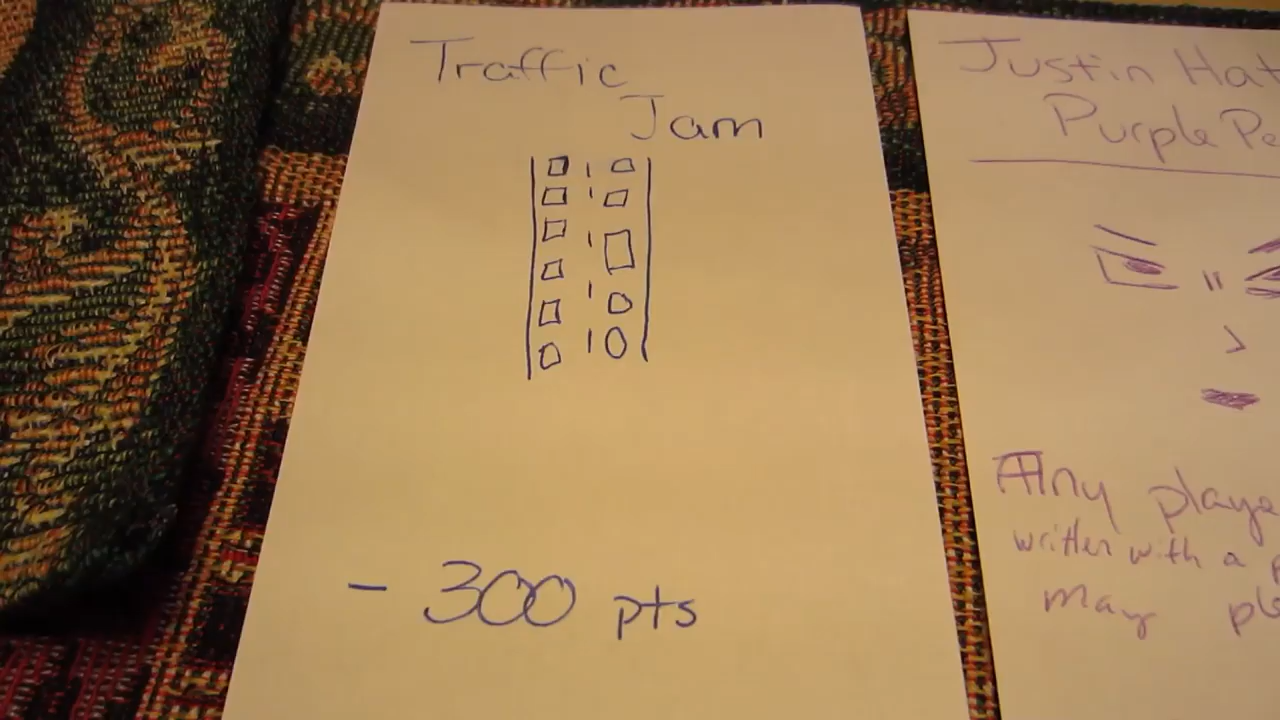 Traffic
Jam
- 300 pts
Justin Hat
Purple Pe
Any playe
written with a p
may pl